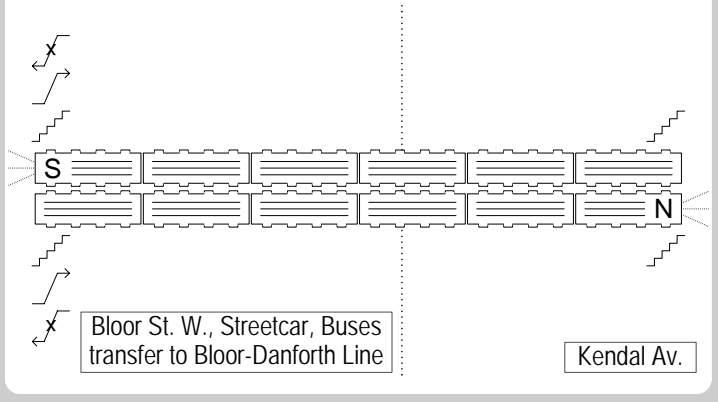 x
S
N
x
Bloor St. W., Streetcar, Buses
transfer to Bloor-Danforth Line
Kendal Av.